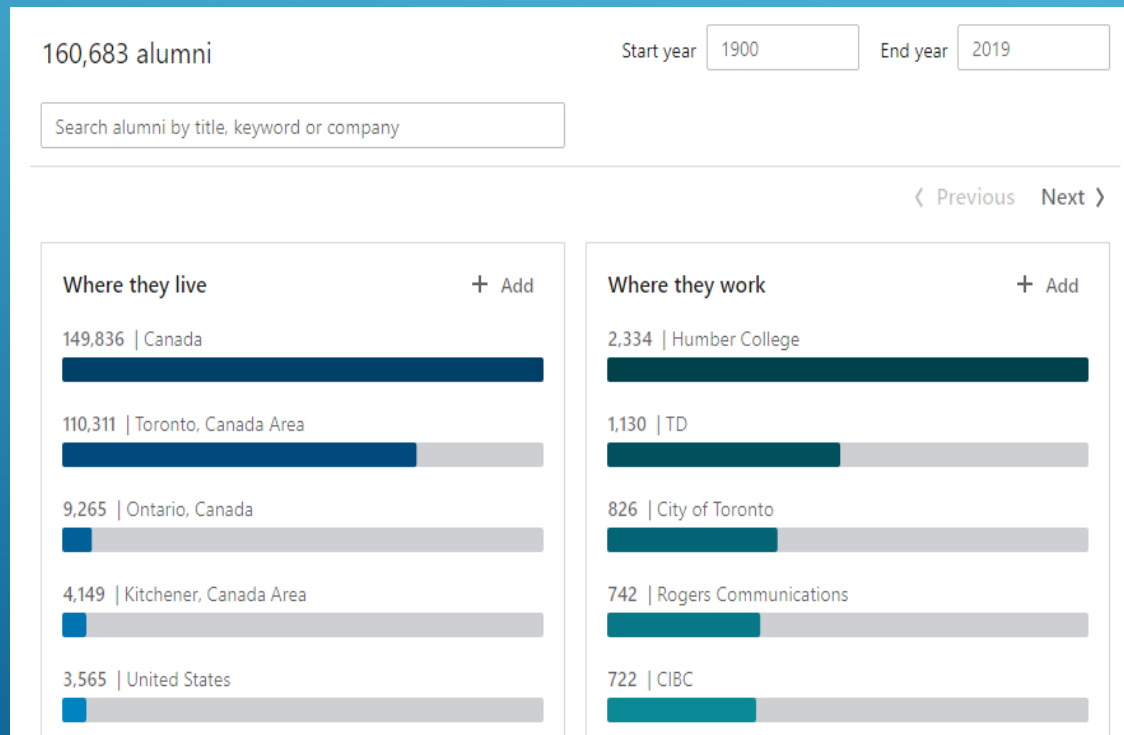 160,683 alumni
Start year 1900 End year 2019
Search alumni by title, keyword or company
‹ Previous Next ›
Where they live + Add
149,836 | Canada
110,311 | Toronto, Canada Area
9,265 | Ontario, Canada
4,149 | Kitchener, Canada Area
3,565 | United States
Where they work + Add
2,334 | Humber College
1,130 | TD
826 | City of Toronto
742 | Rogers Communications
722 | CIBC